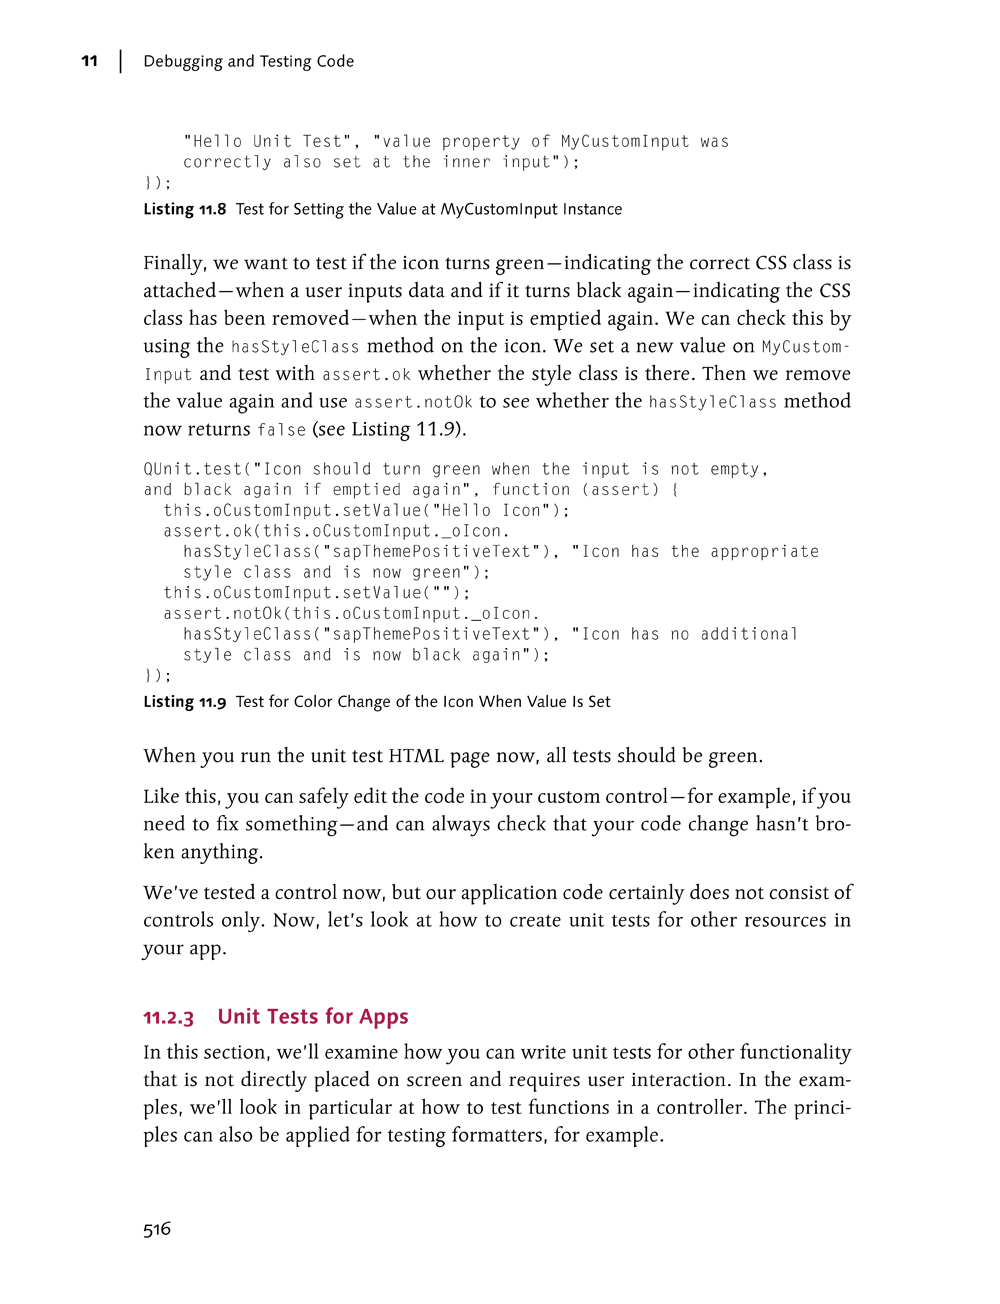 11 | Debugging and Testing Code
"Hello Unit Test", "value property of MyCustomInput was
correctly also set at the inner input");
});
Listing 11.8 Test for Setting the Value at MyCustomInput Instance
Finally, we want to test if the icon turns green—indicating the correct CSS class is
attached—when a user inputs data and if it turns black again—indicating the CSS
class has been removed—when the input is emptied again. We can check this by
using the hasStyleClass method on the icon. We set a new value on MyCustom-
Input and test with assert.ok whether the style class is there. Then we remove
the value again and use assert.notOk to see whether the hasStyleClass method
now returns false (see Listing 11.9).
QUnit.test("Icon should turn green when the input is not empty,
and black again if emptied again", function (assert) {
this.oCustomInput.setValue("Hello Icon");
assert.ok(this.oCustomInput._oIcon.
hasStyleClass("sapThemePositiveText"), "Icon has the appropriate
style class and is now green");
this.oCustomInput.setValue("");
assert.notOk(this.oCustomInput._oIcon.
hasStyleClass("sapThemePositiveText"), "Icon has no additional
style class and is now black again");
});
Listing 11.9 Test for Color Change of the Icon When Value Is Set
When you run the unit test HTML page now, all tests should be green.
Like this, you can safely edit the code in your custom control—for example, if you
need to fix something—and can always check that your code change hasn't bro-
ken anything.
We've tested a control now, but our application code certainly does not consist of
controls only. Now, let's look at how to create unit tests for other resources in
your app.
11.2.3 Unit Tests for Apps
In this section, we'll examine how you can write unit tests for other functionality
that is not directly placed on screen and requires user interaction. In the exam-
ples, we'll look in particular at how to test functions in a controller. The princi-
ples can also be applied for testing formatters, for example.
516